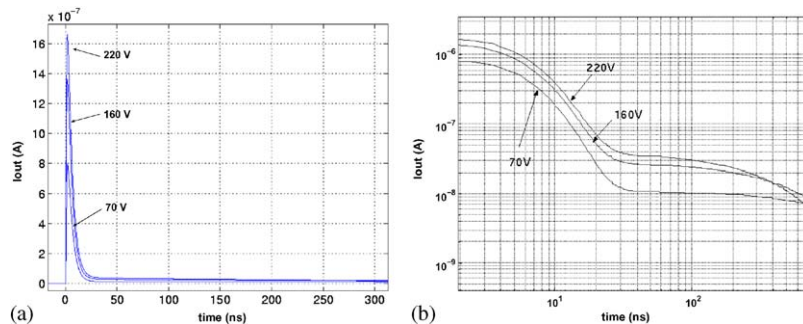 x 10⁻⁷
16
14
12
10
8
6
4
2
0
Iout (A)
220 V
160 V
70 V
0
50
100
150
200
250
300
time (ns)
(a)
10⁻⁶
10⁻⁷
10⁻⁸
10⁻⁹
Iout (A)
220V
160V
70V
10¹
10²
time (ns)
(b)